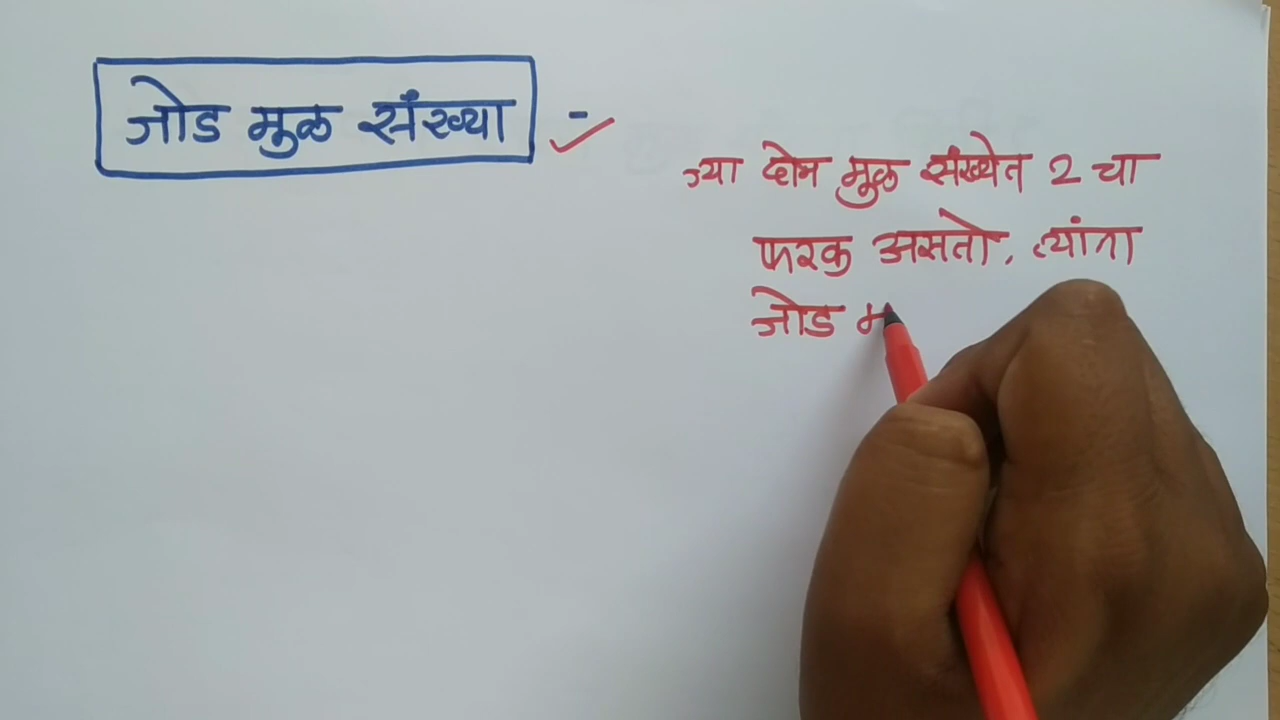 जोड मुळ संख्या -
ज्या दोन मुळ संख्येत 2 चा
फरक असतो, त्यांना
जोड म